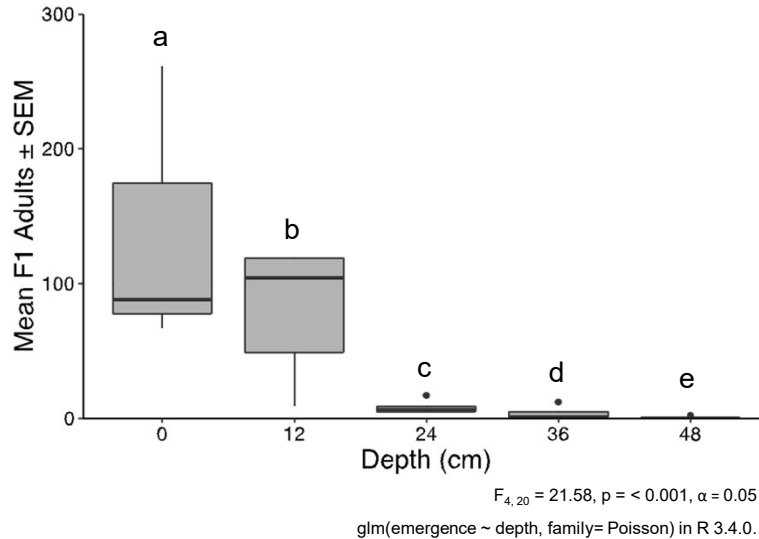 300
a
200
b
100
c
d
e
0
Mean F1 Adults ± SEM
0 12 24 36 48
Depth (cm)
F4, 20 = 21.58, p = < 0.001, α = 0.05
glm(emergence ~ depth, family= Poisson) in R 3.4.0.